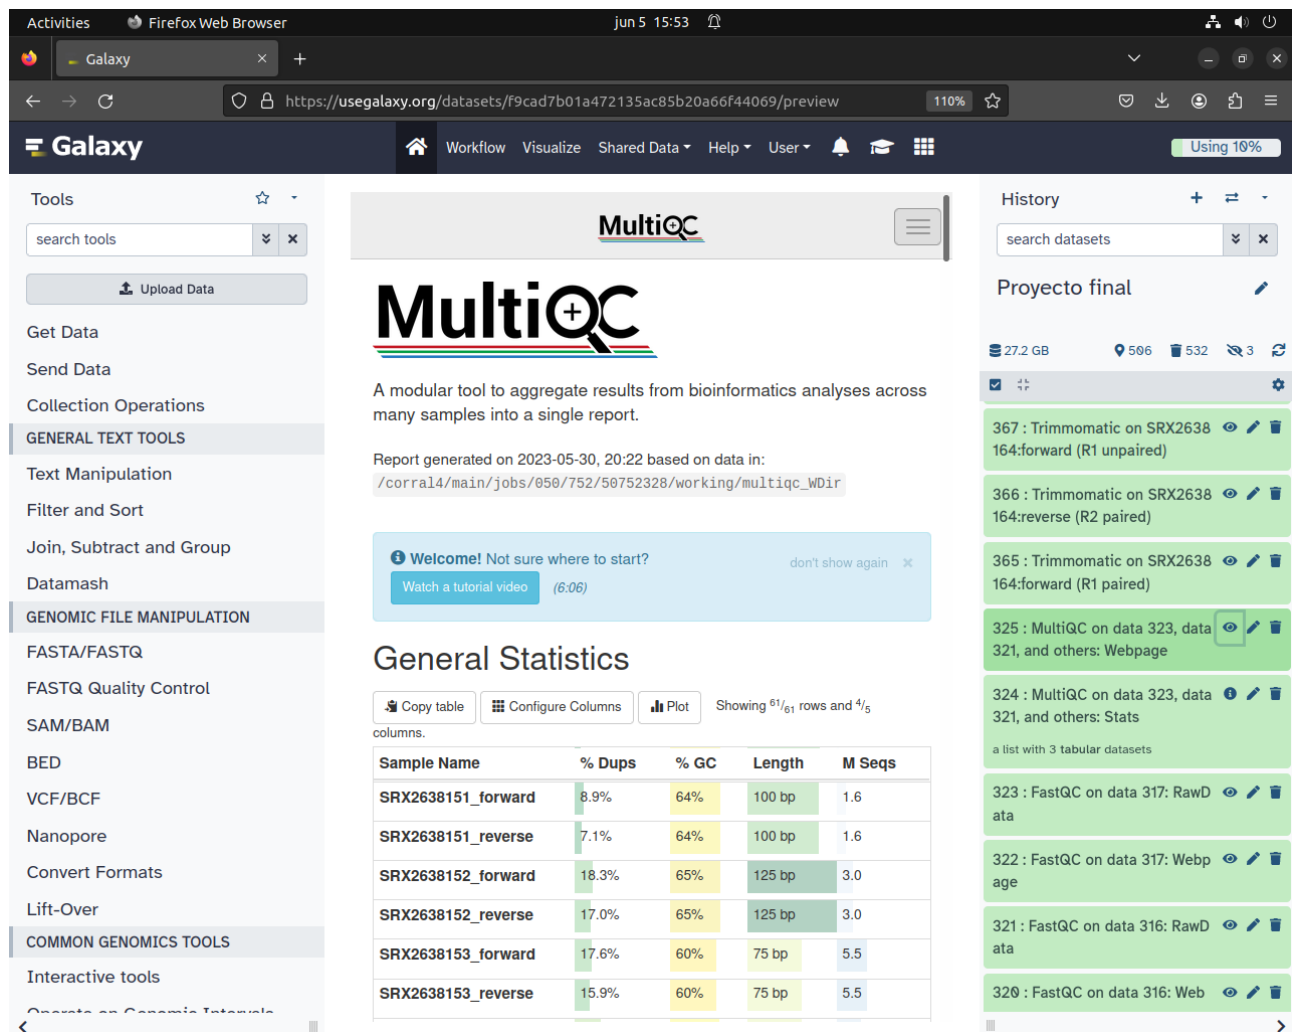 Activities Firefox Web Browser jun 5 15:53
Galaxy
https://usegalaxy.org/datasets/f9cad7b01a472135ac85b20a66f44069/preview 110%
Galaxy Workflow Visualize Shared Data Help User Using 10%
Tools
search tools
Upload Data
Get Data
Send Data
Collection Operations
GENERAL TEXT TOOLS
Text Manipulation
Filter and Sort
Join, Subtract and Group
Datamash
GENOMIC FILE MANIPULATION
FASTA/FASTQ
FASTQ Quality Control
SAM/BAM
BED
VCF/BCF
Nanopore
Convert Formats
Lift-Over
COMMON GENOMICS TOOLS
Interactive tools
Operate on Genomic Intervals
MultiQC
MultiQC
A modular tool to aggregate results from bioinformatics analyses across
many samples into a single report.
Report generated on 2023-05-30, 20:22 based on data in:
/corral4/main/jobs/050/752/50752328/working/multiqc_WDir
Welcome! Not sure where to start? don't show again ×
Watch a tutorial video (6:06)
General Statistics
Copy table Configure Columns Plot Showing 61/61 rows and 4/5
columns.
Sample Name % Dups % GC Length M Seqs
SRX2638151_forward 8.9% 64% 100 bp 1.6
SRX2638151_reverse 7.1% 64% 100 bp 1.6
SRX2638152_forward 18.3% 65% 125 bp 3.0
SRX2638152_reverse 17.0% 65% 125 bp 3.0
SRX2638153_forward 17.6% 60% 75 bp 5.5
SRX2638153_reverse 15.9% 60% 75 bp 5.5
History
search datasets
Proyecto final
27.2 GB 506 532 3
367 : Trimmomatic on SRX2638
164:forward (R1 unpaired)
366 : Trimmomatic on SRX2638
164:reverse (R2 paired)
365 : Trimmomatic on SRX2638
164:forward (R1 paired)
325 : MultiQC on data 323, data
321, and others: Webpage
324 : MultiQC on data 323, data
321, and others: Stats
a list with 3 tabular datasets
323 : FastQC on data 317: RawD
ata
322 : FastQC on data 317: Webp
age
321 : FastQC on data 316: RawD
ata
320 : FastQC on data 316: Web